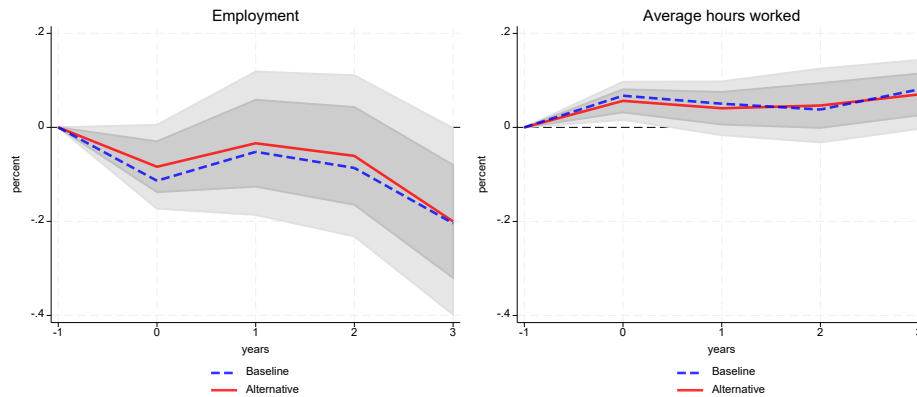 Employment
.2
0
-.2
-.4
percent
-1
0
1
2
3
years
Baseline
Alternative
Average hours worked
.2
0
-.2
-.4
percent
-1
0
1
2
years
Baseline
Alternative